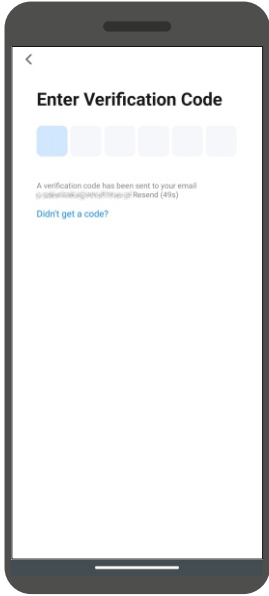 Enter Verification Code
A verification code has been sent to your email
Resend (49s)
Didn't get a code?